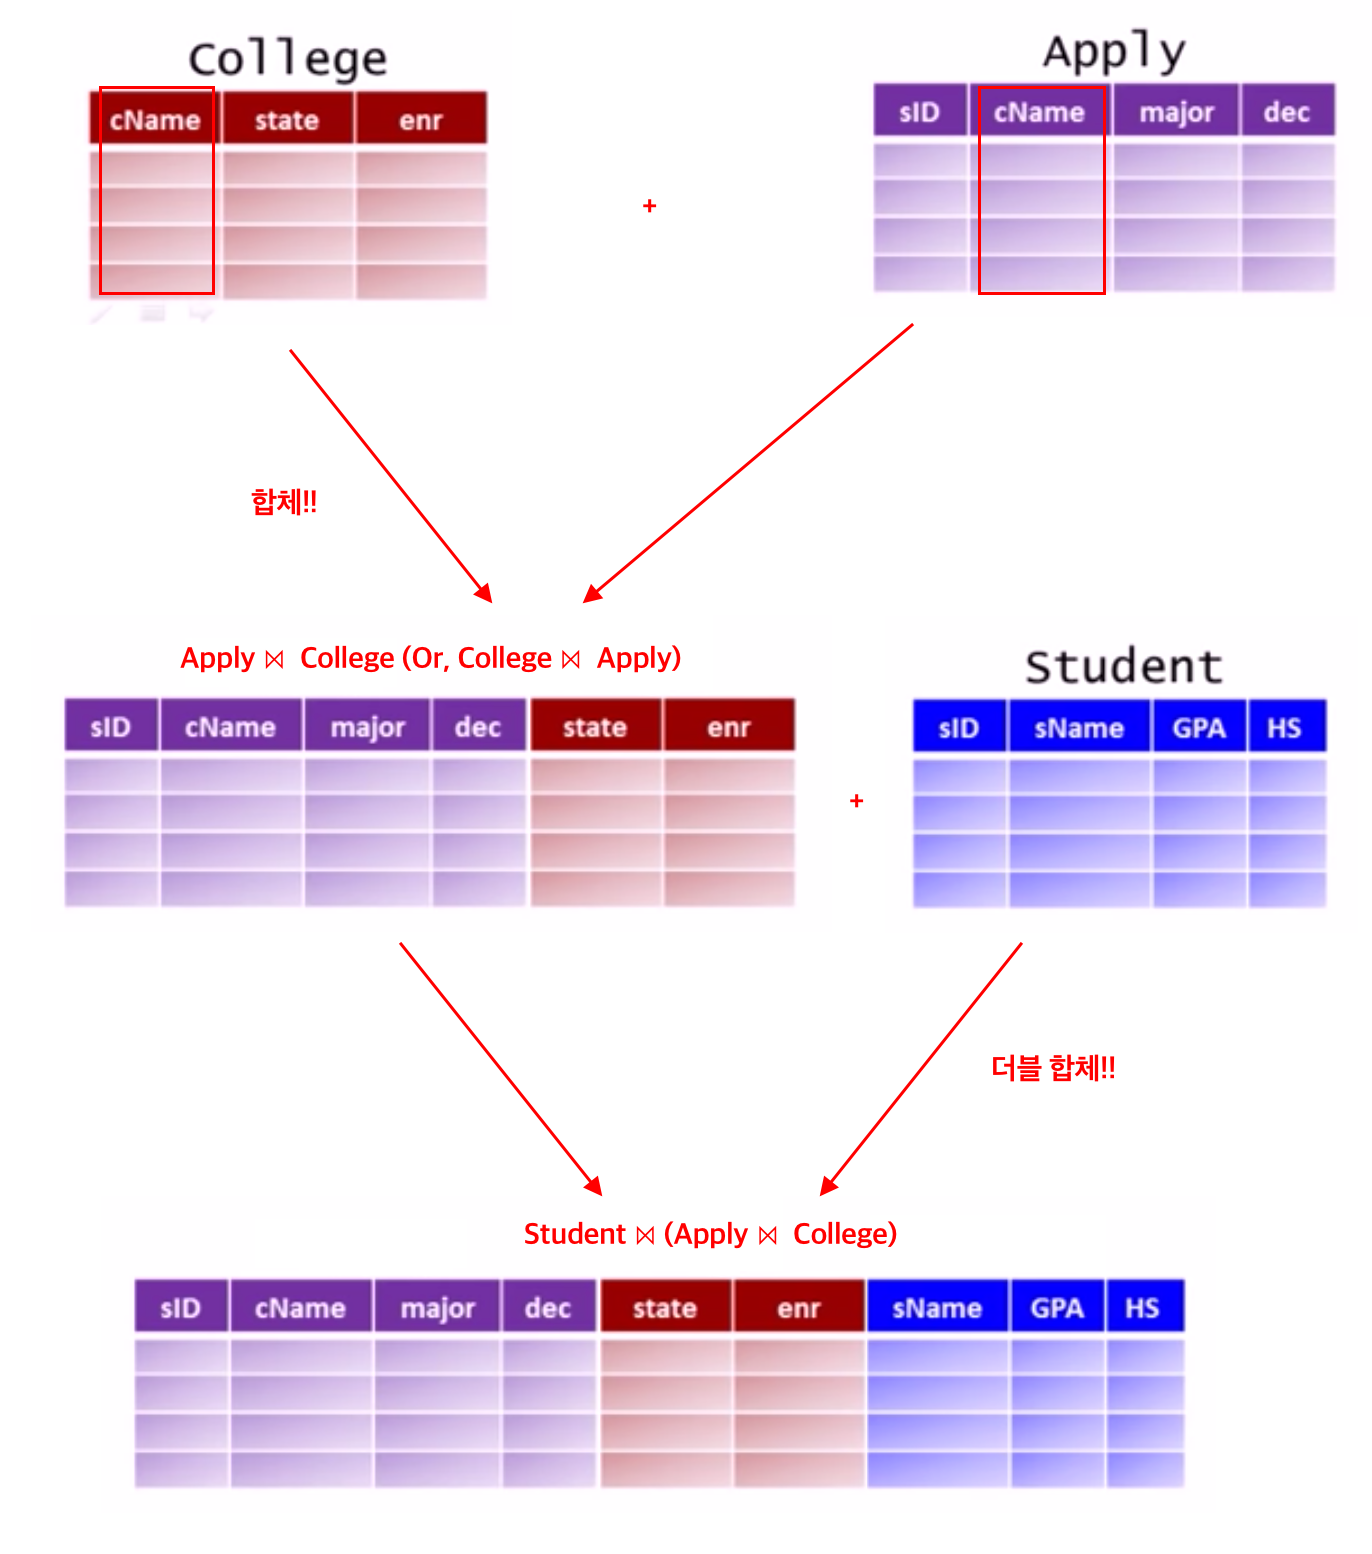 College
cName state enr
Apply
sID cName major dec
+
합체!!
Apply ⋈ College (Or, College ⋈ Apply)
sID cName major dec state enr
+
Student
sID sName GPA HS
더블 합체!!
Student ⋈ (Apply ⋈ College)
sID cName major dec state enr sName GPA HS